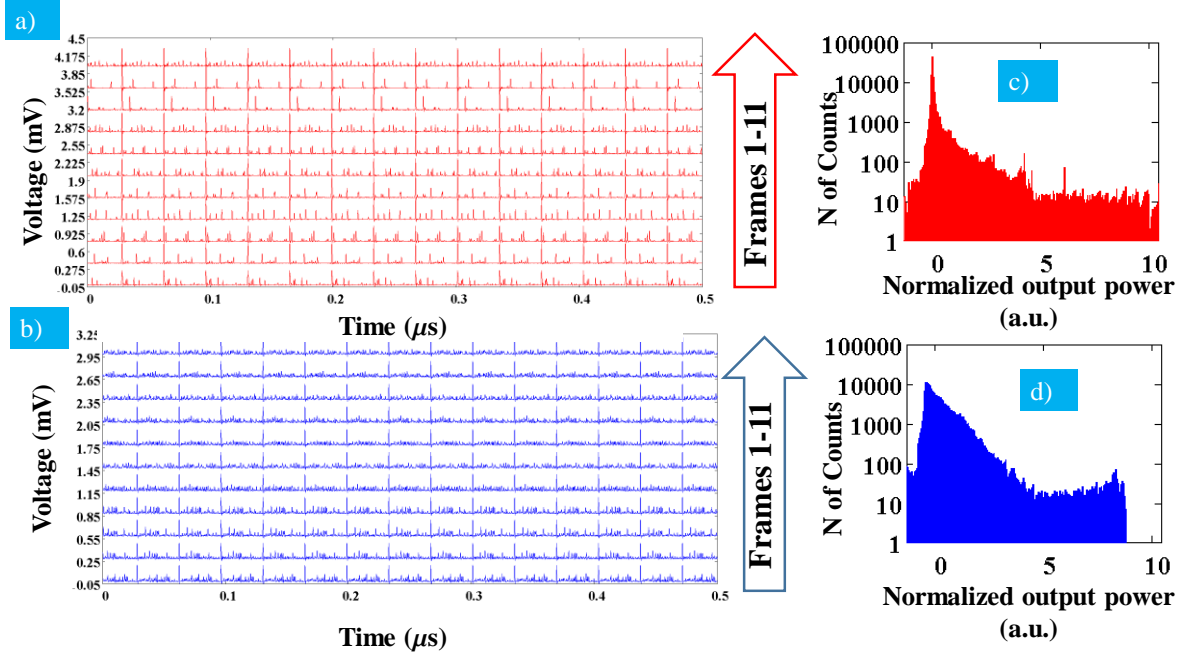 a)
4.5
4.175
3.85
3.525
3.2
2.875
2.55
2.225
1.9
1.575
1.25
0.925
0.6
0.275
-0.05
Voltage (mV)
0 0.1 0.2 0.3 0.4 0.5
Time (μs)
Frames 1-11
c)
100000
10000
1000
100
10
1
N of Counts
0 5 10
Normalized output power
(a.u.)
b)
3.25
2.95
2.65
2.35
2.05
1.75
1.45
1.15
0.85
0.55
0.25
-0.05
Voltage (mV)
0 0.1 0.2 0.3 0.4 0.5
Time (μs)
Frames 1-11
d)
100000
10000
1000
100
10
1
N of Counts
0 5 10
Normalized output power
(a.u.)